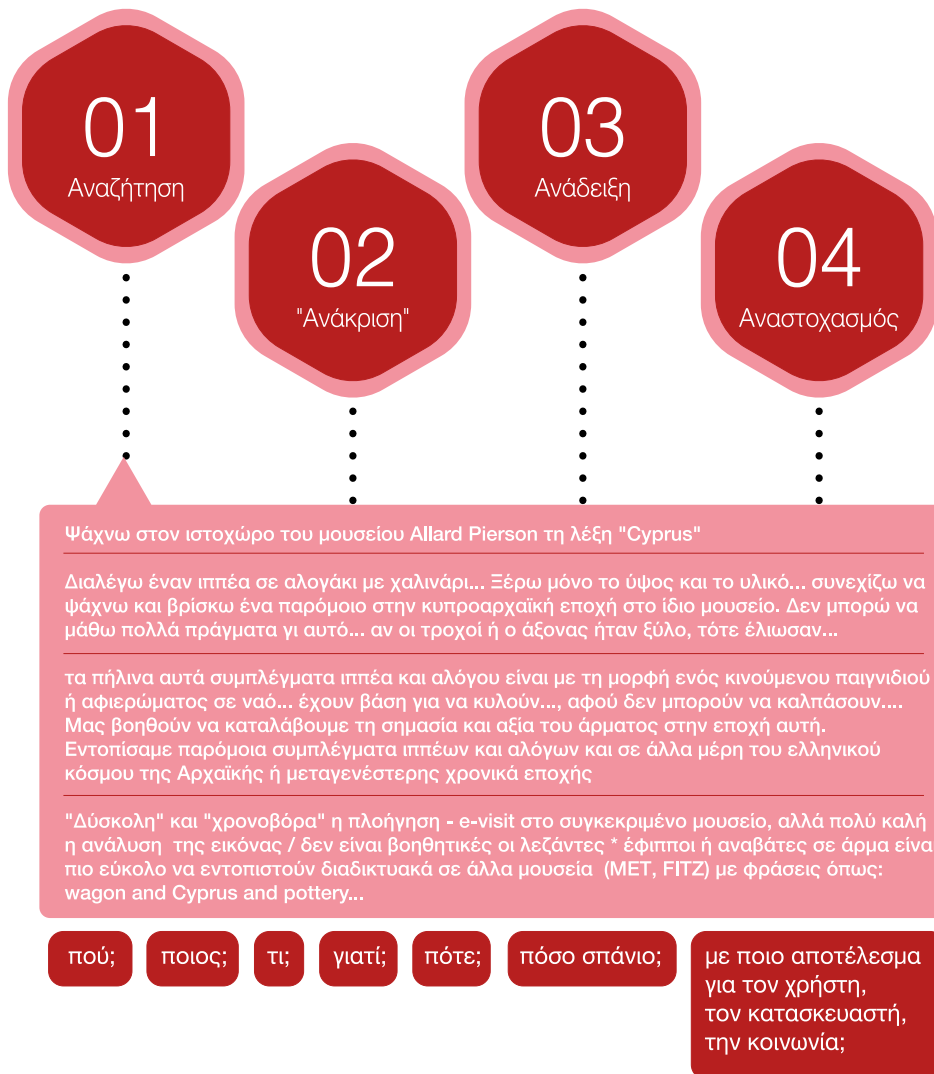 01
Αναζήτηση
02
"Ανάκριση"
03
Ανάδειξη
04
Αναστοχασμός
Ψάχνω στον ιστοχώρο του μουσείου Allard Pierson τη λέξη "Cyprus"
Διαλέγω έναν ιππέα σε αλογάκι με χαλινάρι... Ξέρω μόνο το ύψος και το υλικό... συνεχίζω να
ψάχνω και βρίσκω ένα παρόμοιο στην κυπροαρχαϊκή εποχή στο ίδιο μουσείο. Δεν μπορώ να
μάθω πολλά πράγματα γι αυτό... αν οι τροχοί ή ο άξονας ήταν ξύλο, τότε έλιωσαν...
τα πήλινα αυτά συμπλέγματα ιππέα και αλόγου είναι με τη μορφή ενός κινούμενου παιγνιδιού
ή αφιερώματος σε ναό... έχουν βάση για να κυλούν..., αφού δεν μπορούν να καλπάσουν....
Μας βοηθούν να καταλάβουμε τη σημασία και αξία του άρματος στην εποχή αυτή.
Εντοπίσαμε παρόμοια συμπλέγματα ιππέων και αλόγων και σε άλλα μέρη του ελληνικού
κόσμου της Αρχαϊκής ή μεταγενέστερης χρονικά εποχής
"Δύσκολη" και "χρονοβόρα" η πλοήγηση - e-visit στο συγκεκριμένο μουσείο, αλλά πολύ καλή
η ανάλυση της εικόνας / δεν είναι βοηθητικές οι λεζάντες * έφιπποι ή αναβάτες σε άρμα είνα
πιο εύκολο να εντοπιστούν διαδικτυακά σε άλλα μουσεία (MET, FITZ) με φράσεις όπως:
wagon and Cyprus and pottery...
πού; ποιος; τι; γιατί; πότε; πόσο σπάνιο;
με ποιο αποτέλεσμα
για τον χρήστη,
τον κατασκευαστή,
την κοινωνία;